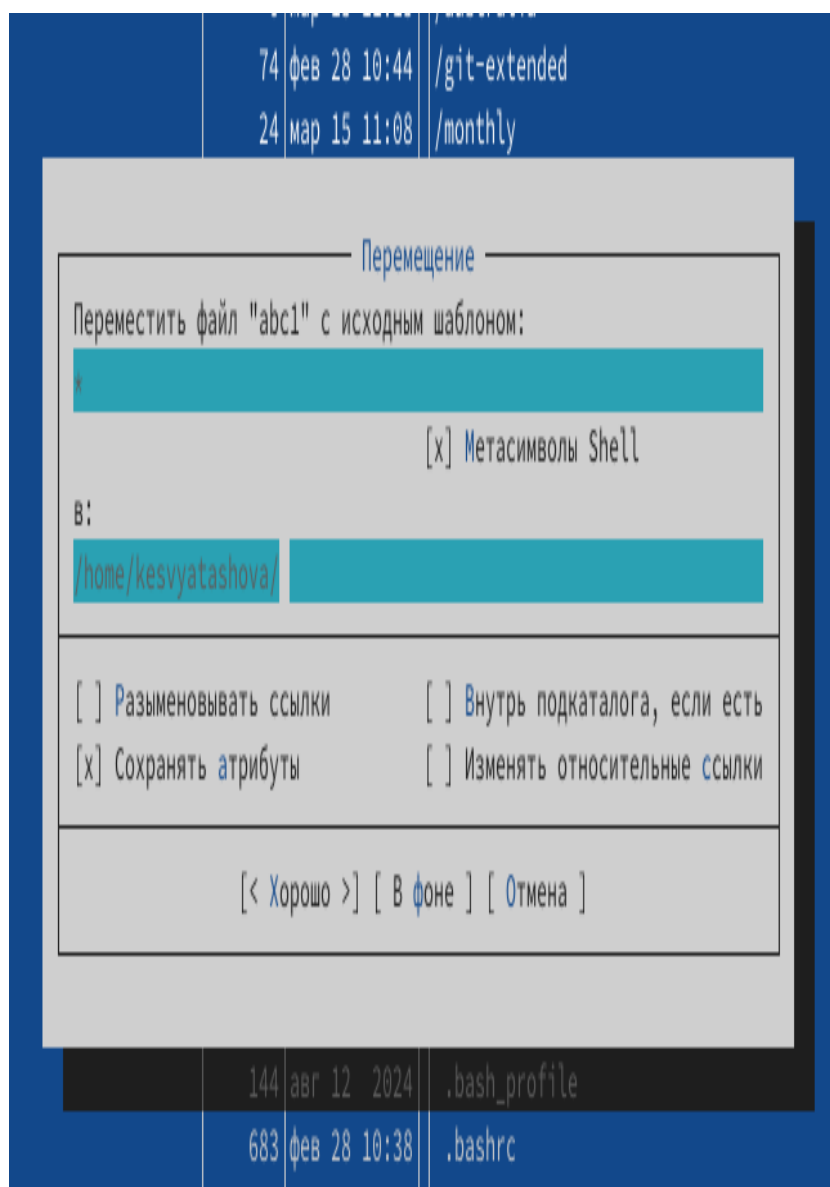 74 фев 28 10:44 /git-extended
24 мар 15 11:08 /monthly
Перемещение
Переместить файл "abc1" с исходным шаблоном:
*
[x] Метасимволы Shell
в:
/home/kesvyatashova/
[ ] Разыменовывать ссылки [ ] Внутрь подкаталога, если есть
[x] Сохранять атрибуты [ ] Изменять относительные ссылки
[< Хорошо >] [ В фоне ] [ Отмена ]
144 авг 12 2024 .bash_profile
683 фев 28 10:38 .bashrc